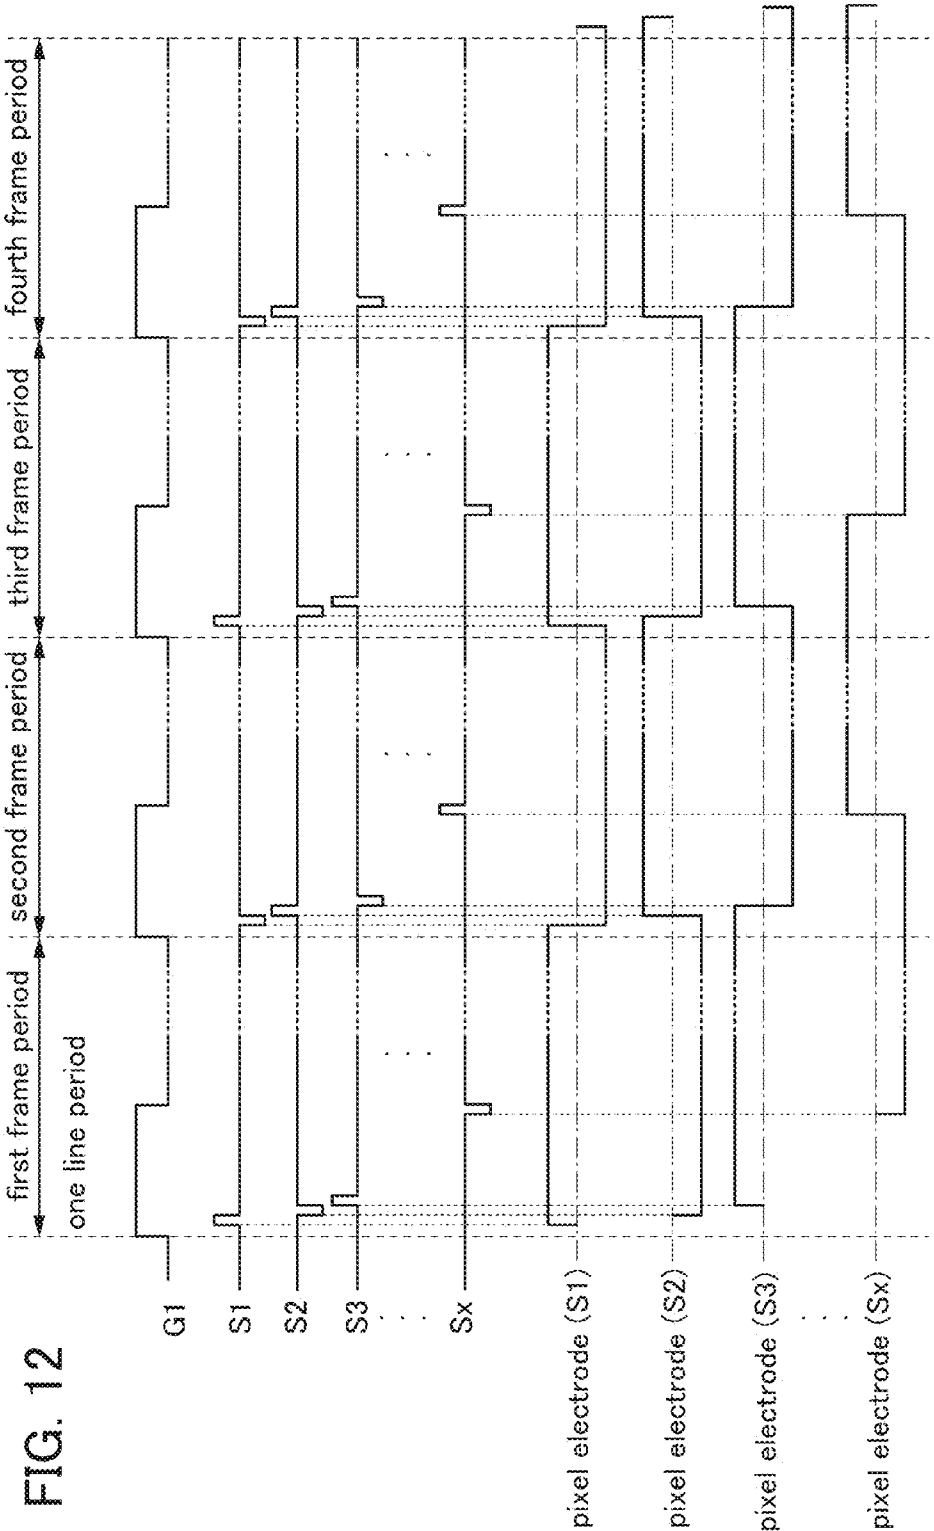 FIG. 12
first frame period
second frame period
third frame period
fourth frame period
one line period
G1
S1
S2
S3
. . .
Sx
pixel electrode (S1)
pixel electrode (S2)
pixel electrode (S3)
. . .
pixel electrode (Sx)
. . .
. . .
. . .
. . .